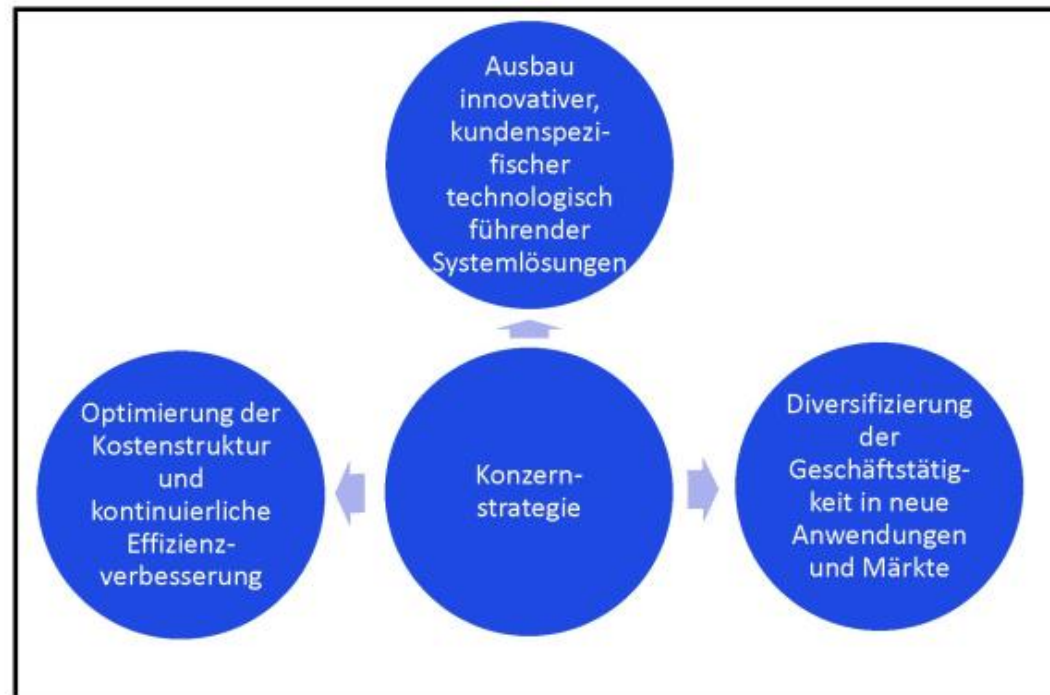 Ausbau
innovativer,
kundenspezi-
fischer
technologisch
führender
Systemlösungen
Optimierung der
Kostenstruktur
und
kontinuierliche
Effizienz-
verbesserung
Konzern-
strategie
Diversifizierung
der
Geschäftstätig-
keit in neue
Anwendungen
und Märkte